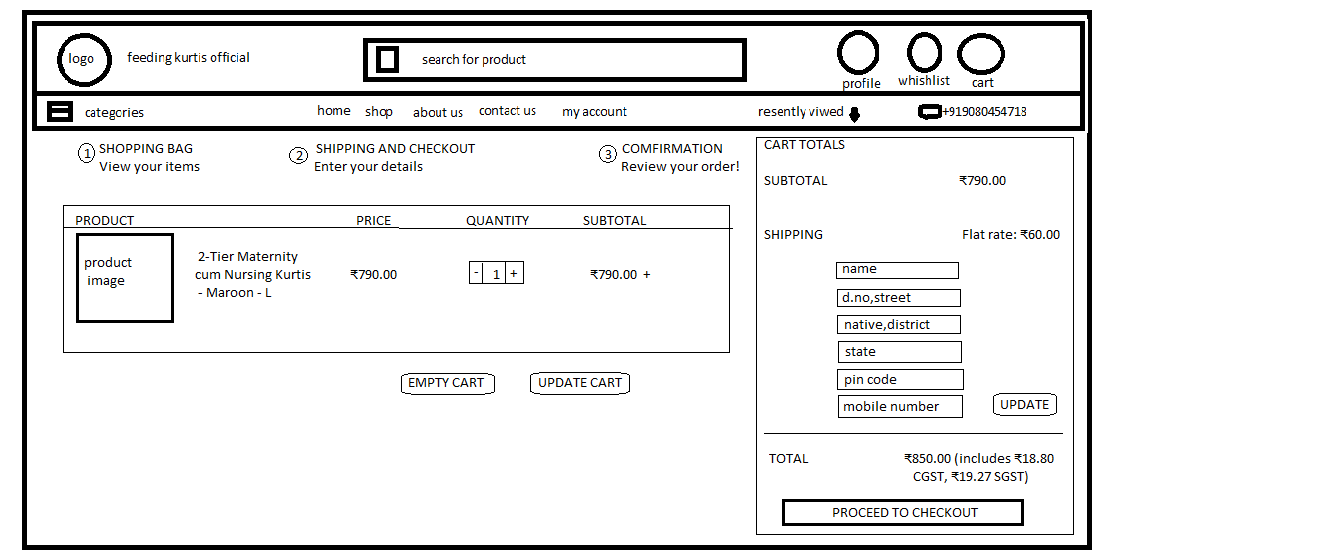 logo
feeding kurtis official
search for product
profile
whishlist
cart
categories
home
shop
about us
contact us
my account
resently viwed
+919080454718
1 SHOPPING BAG
View your items
2 SHIPPING AND CHECKOUT
Enter your details
3 COMFIRMATION
Review your order!
PRODUCT PRICE QUANTITY SUBTOTAL
product
image
2-Tier Maternity
cum Nursing Kurtis
- Maroon - L
₹790.00
- 1 +
₹790.00 +
EMPTY CART
UPDATE CART
CART TOTALS
SUBTOTAL ₹790.00
SHIPPING Flat rate: ₹60.00
name
d.no,street
native,district
state
pin code
mobile number
UPDATE
TOTAL ₹850.00 (includes ₹18.80
CGST, ₹19.27 SGST)
PROCEED TO CHECKOUT